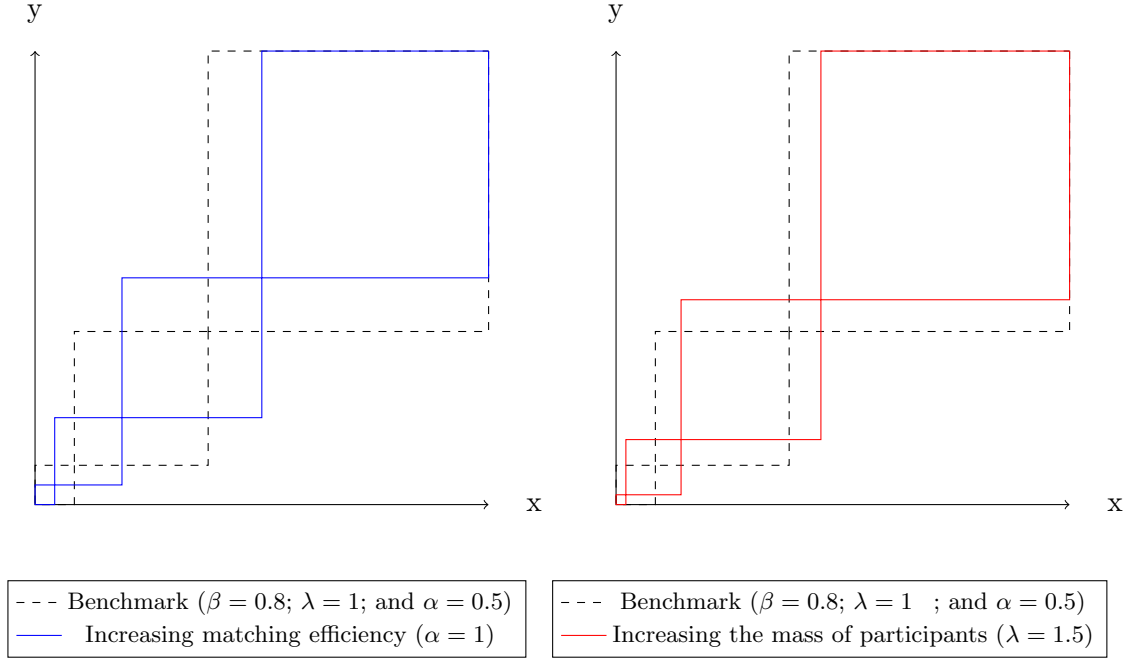 y
y
x
x
Benchmark (β = 0.8; λ = 1; and α = 0.5)
Increasing matching efficiency (α = 1)
Benchmark (β = 0.8; λ = 1 ; and α = 0.5)
Increasing the mass of participants (λ = 1.5)